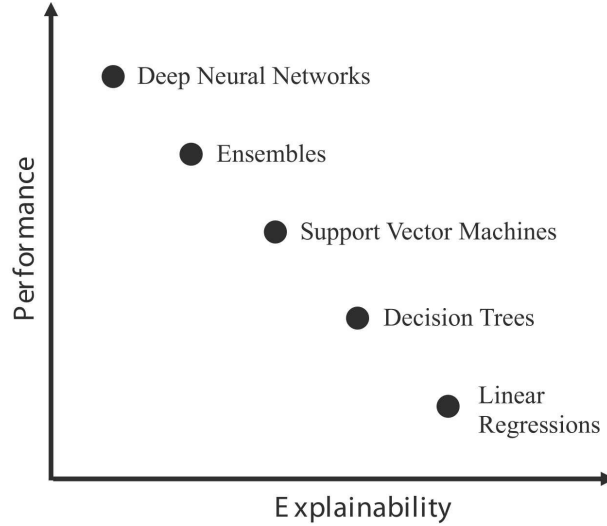 Deep Neural Networks
Ensembles
Support Vector Machines
Decision Trees
Linear
Regressions
Performance
Explainability